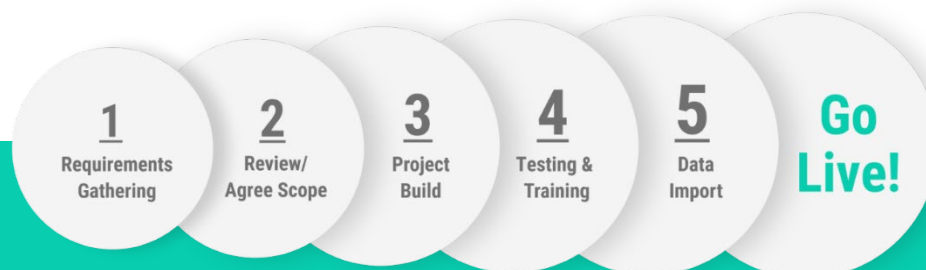 1
Requirements
Gathering
2
Review/
Agree Scope
3
Project
Build
4
Testing &
Training
5
Data
Import
Go
Live!